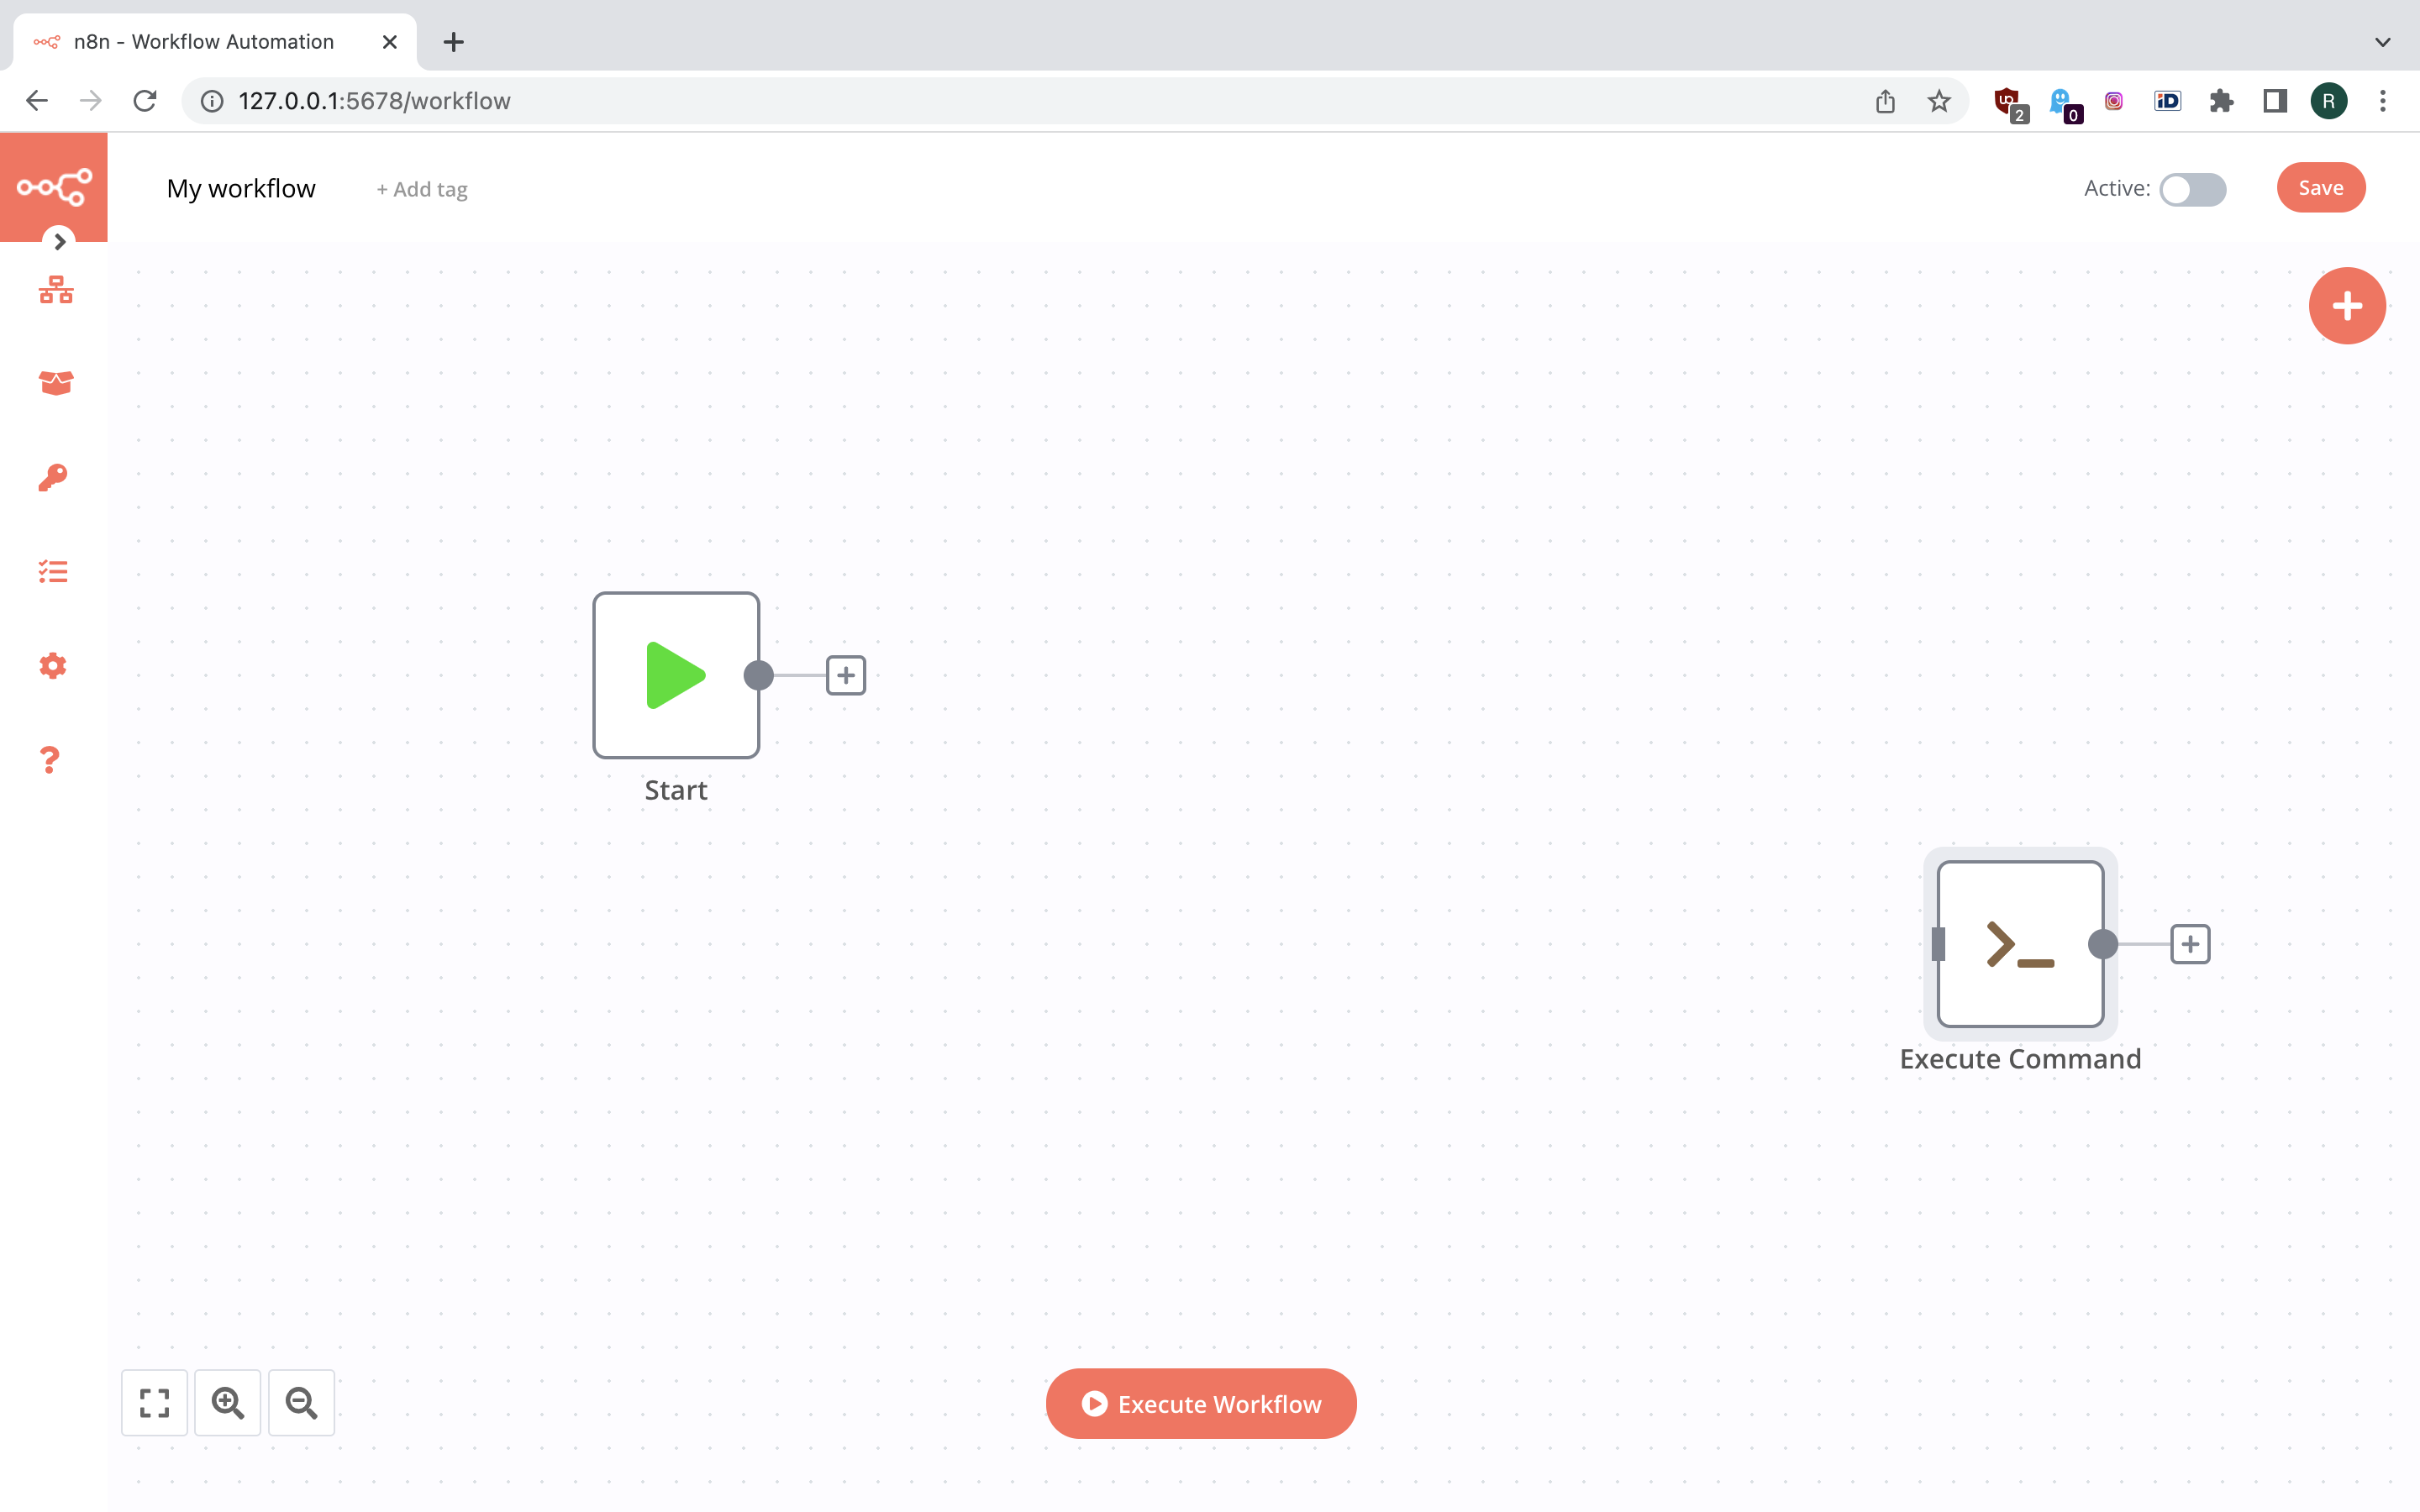 n8n - Workflow Automation
127.0.0.1:5678/workflow
2
0
iD
R
My workflow
+ Add tag
Active:
Save
Start
Execute Command
Execute Workflow